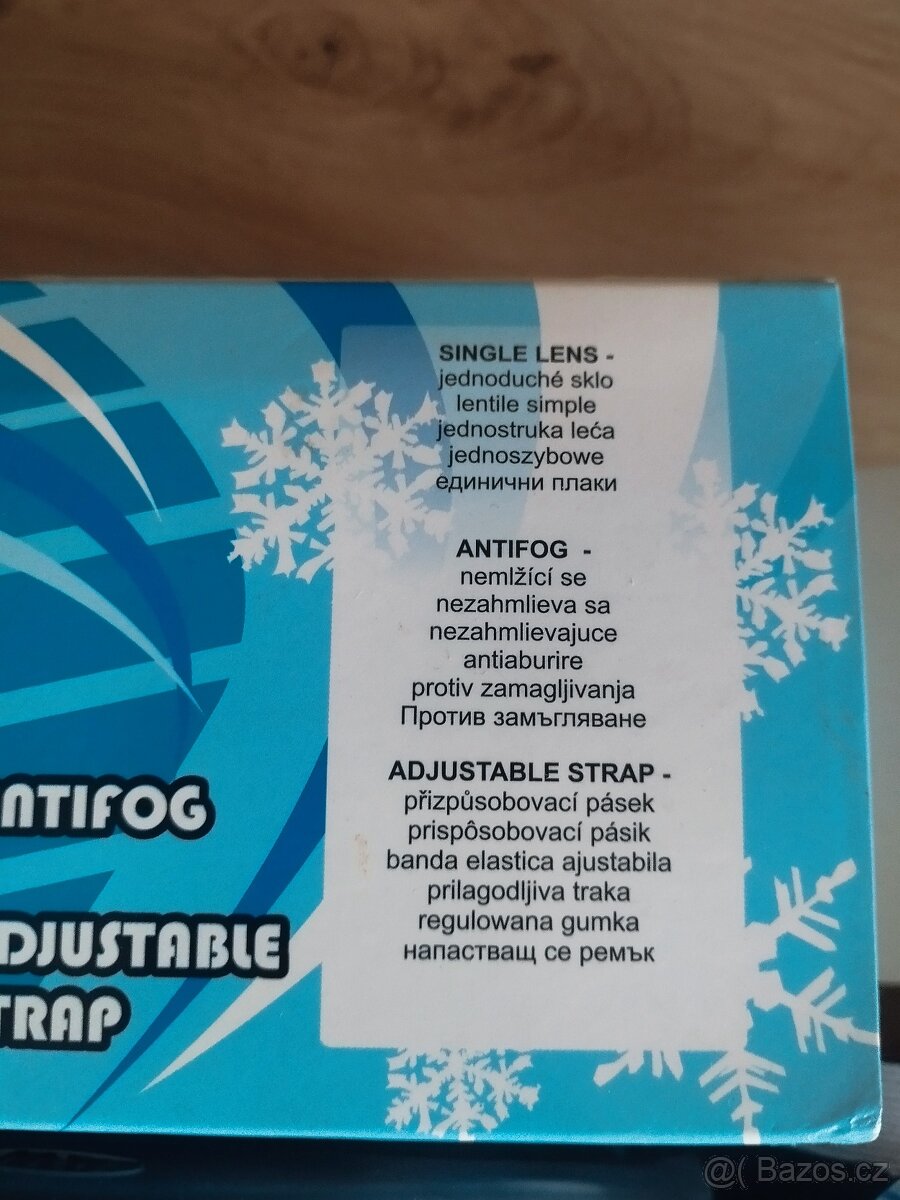 SINGLE LENS -
jednoduché sklo
lentile simple
jednostruka leća
jednoszybowe
единични плаки
ANTIFOG -
nemlžící se
nezahmlieva sa
nezahmlievajuce
antiaburire
protiv zamagljivanja
Против замъгляване
ADJUSTABLE STRAP -
přizpůsobovací pásek
prispôsobovací pásik
banda elastica ajustabila
prilagodljiva traka
regulowana gumka
напастващ се ремък
NTIFOG
DJUSTABLE
TRAP
@( Bazos.cz